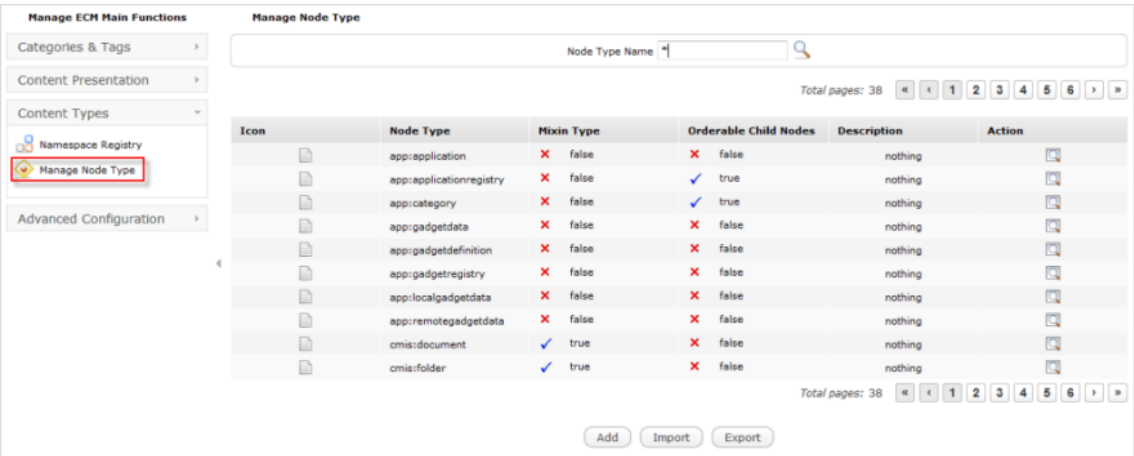 Manage ECM Main Functions
Categories & Tags
Content Presentation
Content Types
Namespace Registry
Manage Node Type
Advanced Configuration
Manage Node Type
Node Type Name *
Total pages: 38 « ‹ 1 2 3 4 5 6 › »
Icon Node Type Mixin Type Orderable Child Nodes Description Action
app:application false false nothing
app:applicationregistry false true nothing
app:category false true nothing
app:gadgetdata false false nothing
app:gadgetdefinition false false nothing
app:gadgetregistry false false nothing
app:localgadgetdata false false nothing
app:remotegadgetdata false false nothing
cmis:document true false nothing
cmis:folder true false nothing
Total pages: 38 « ‹ 1 2 3 4 5 6 › »
Add Import Export